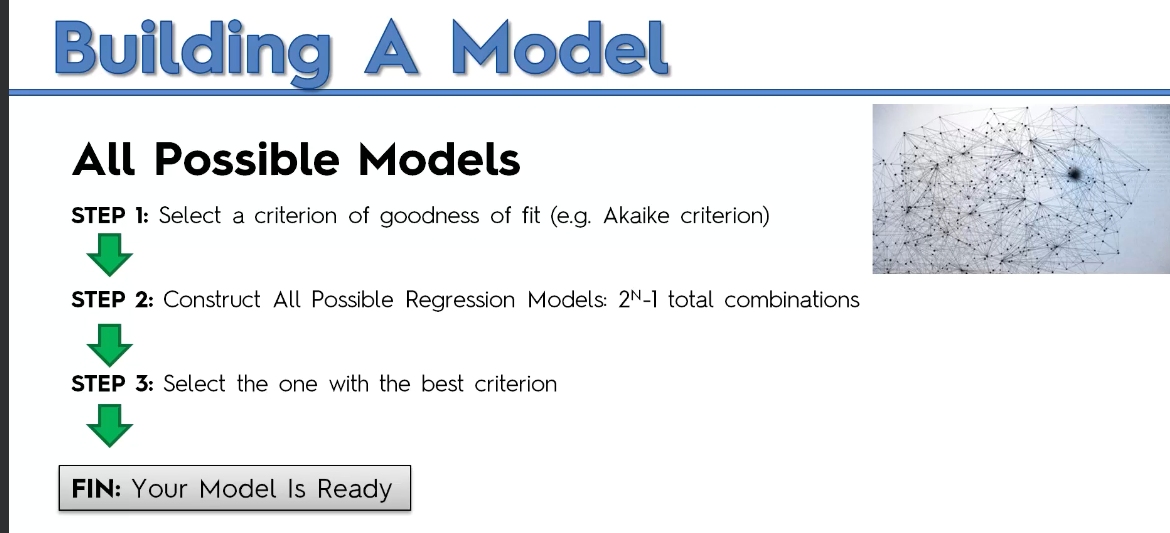 Building A Model
All Possible Models
STEP 1: Select a criterion of goodness of fit (e.g. Akaike criterion)
STEP 2: Construct All Possible Regression Models: 2ᴺ-1 total combinations
STEP 3: Select the one with the best criterion
FIN: Your Model Is Ready